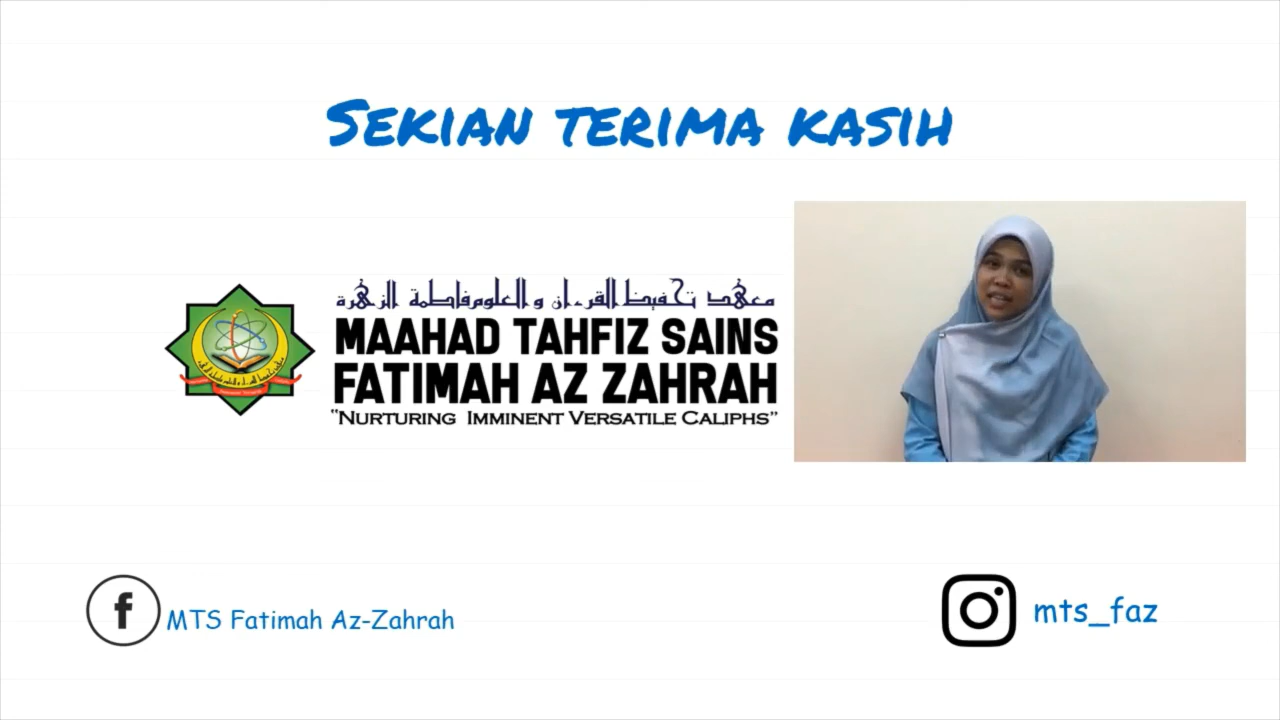 SEKIAN TERIMA KASIH
معهد تحفيظ القرءان والعلوم فاطمة الزهرة
MAAHAD TAHFIZ SAINS
FATIMAH AZ ZAHRAH
"NURTURING IMMINENT VERSATILE CALIPHS"
MTS Fatimah Az-Zahrah
mts_faz